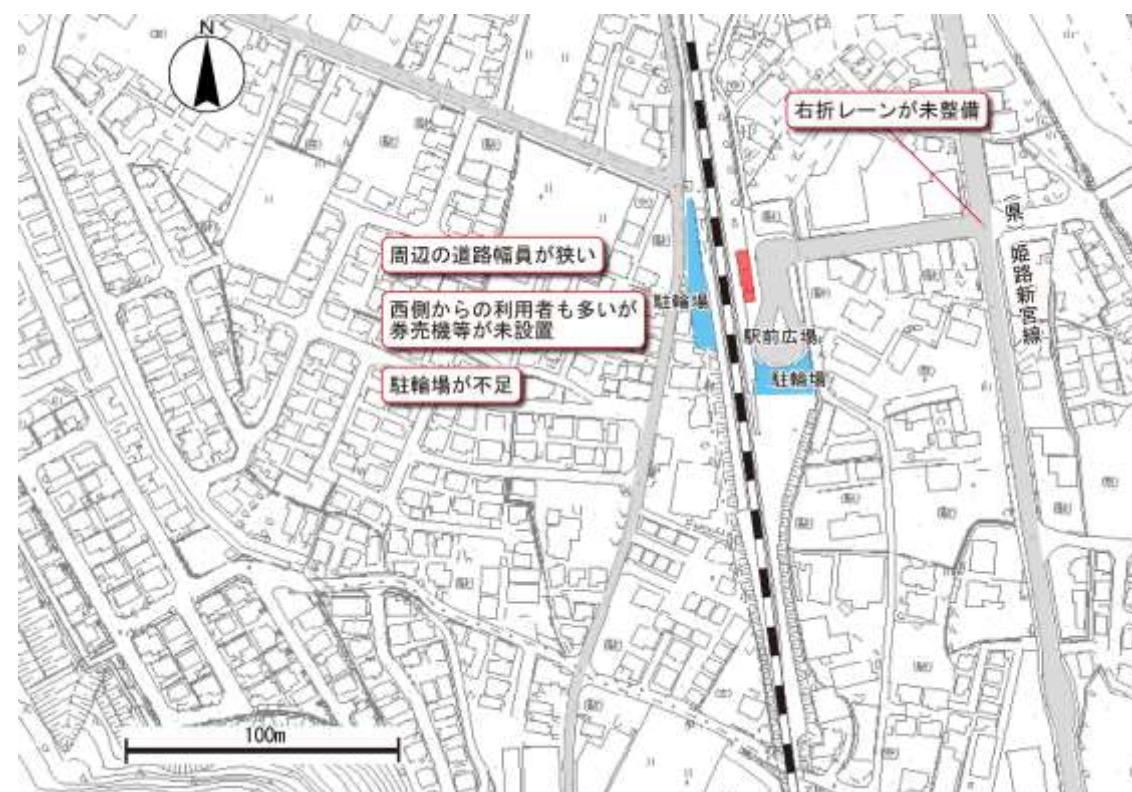 N
右折レーンが未整備
(県)姫路新宮線
周辺の道路幅員が狭い
西側からの利用者も多いが
券売機等が未設置
駐輪場
駅前広場
駐輪場
駐輪場が不足
100m